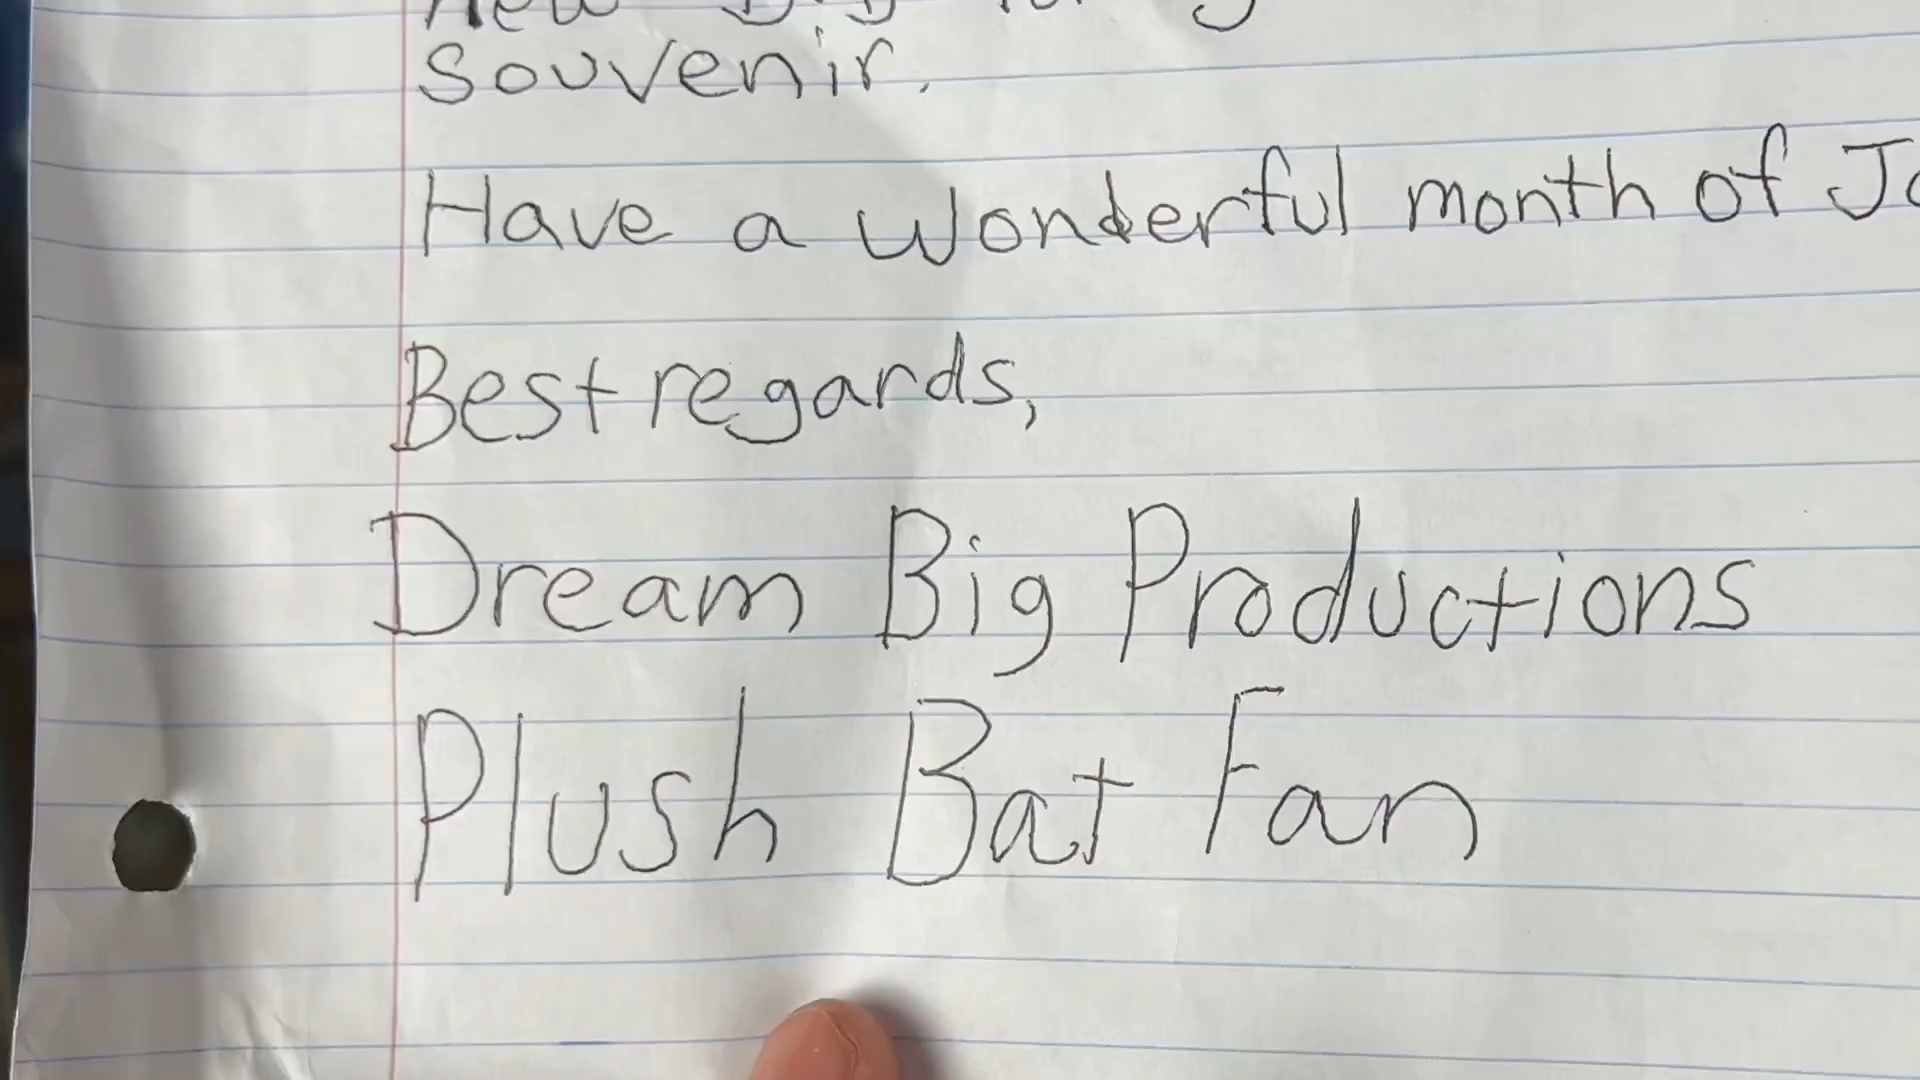 souvenir.
Have a wonderful month of
Best regards,
Dream Big Productions
Plush Bat Fan